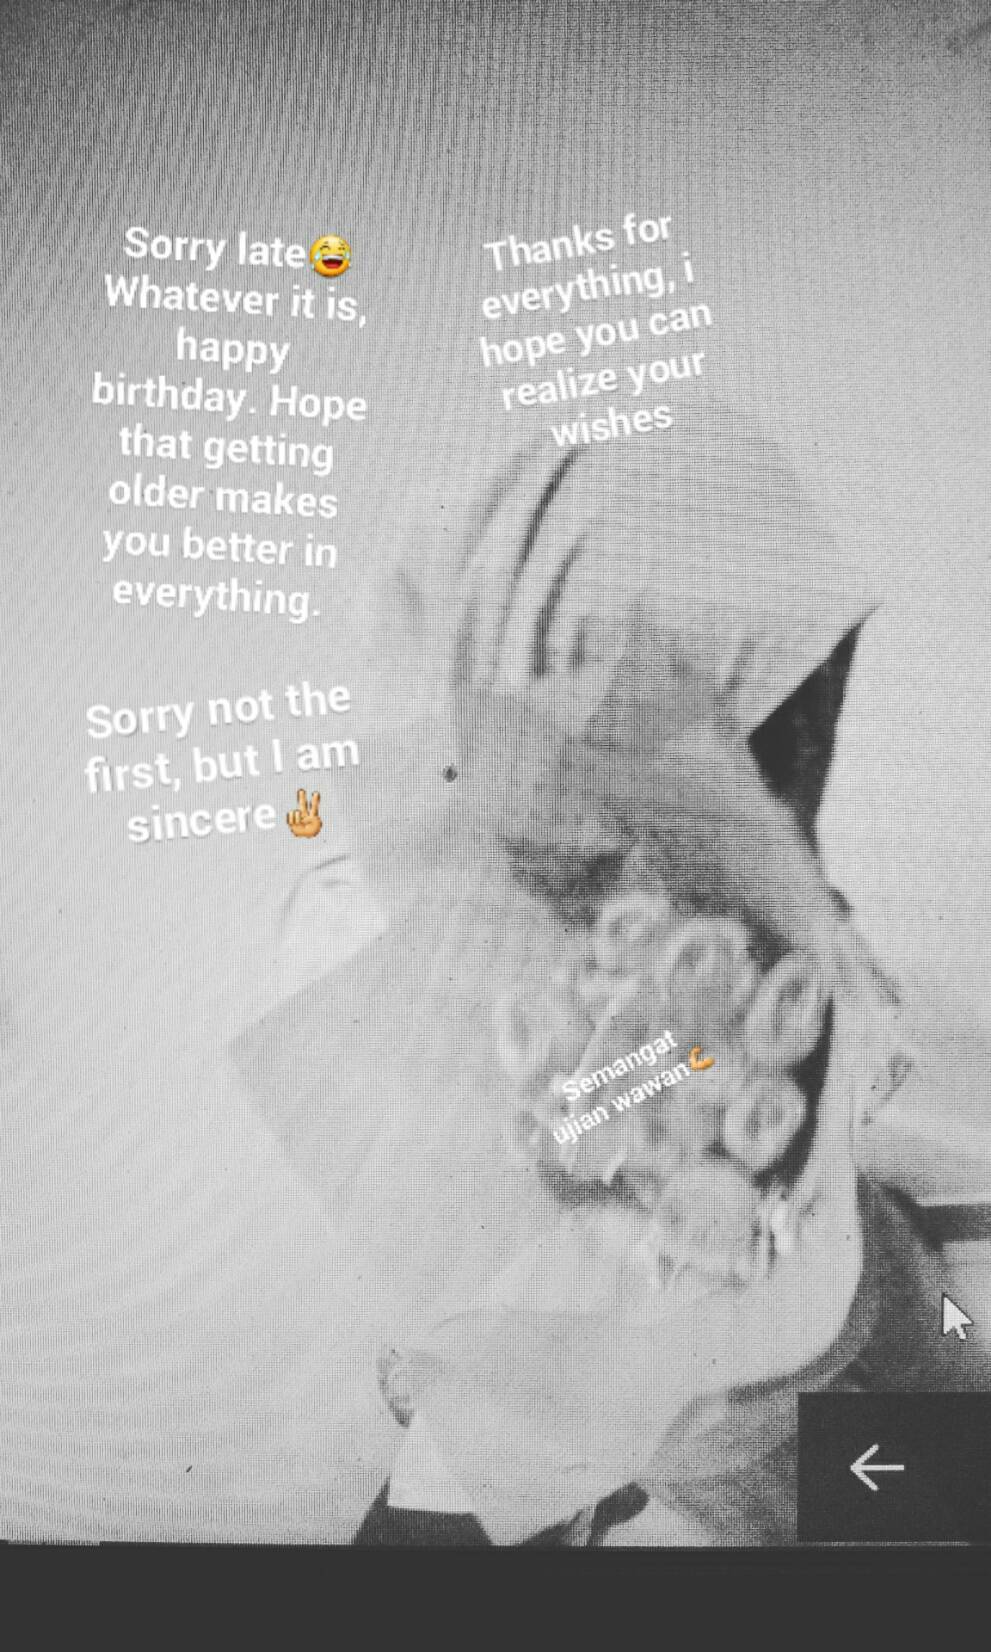 Sorry late😂
Whatever it is,
happy
birthday. Hope
that getting
older makes
you better in
everything.
Sorry not the
first, but I am
sincere✌
Thanks for
everything, i
hope you can
realize your
wishes
Semangat
ujian wawan💪